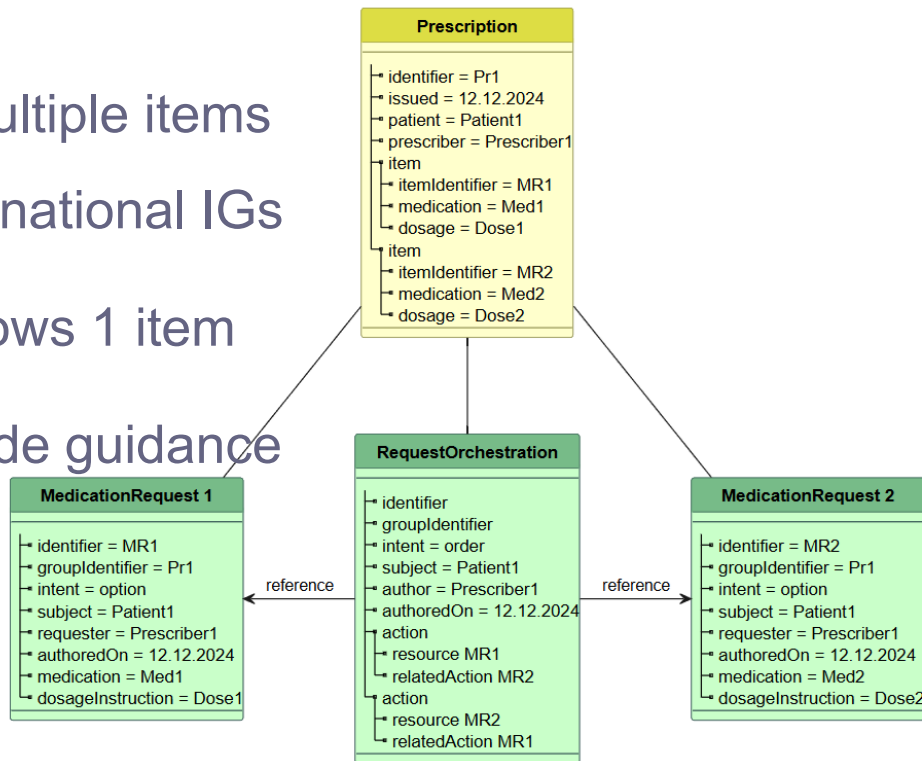 ultiple items
national IGs
ows 1 item
de guidance
Prescription
identifier = Pr1
issued = 12.12.2024
patient = Patient1
prescriber = Prescriber1
item
itemIdentifier = MR1
medication = Med1
dosage = Dose1
item
itemIdentifier = MR2
medication = Med2
dosage = Dose2
MedicationRequest 1
identifier = MR1
groupIdentifier = Pr1
intent = option
subject = Patient1
requester = Prescriber1
authoredOn = 12.12.2024
medication = Med1
dosageInstruction = Dose1
reference
RequestOrchestration
identifier
groupIdentifier
intent = order
subject = Patient1
author = Prescriber1
authoredOn = 12.12.2024
action
resource MR1
relatedAction MR2
action
resource MR2
relatedAction MR1
reference
MedicationRequest 2
identifier = MR2
groupIdentifier = Pr1
intent = option
subject = Patient1
requester = Prescriber1
authoredOn = 12.12.2024
medication = Med2
dosageInstruction = Dose2